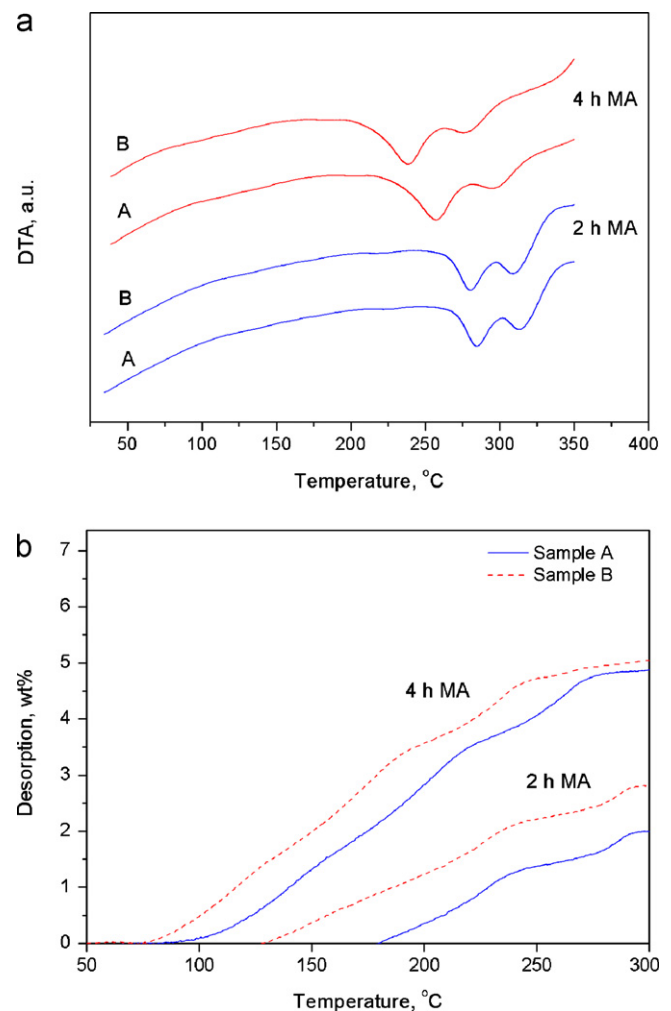 a
4 h MA
B
A
2 h MA
B
A
DTA, a.u.
50 100 150 200 250 300 350 400
Temperature, °C
b
7
6
5
4
3
2
1
0
Sample A
Sample B
4 h MA
2 h MA
Desorption, wt%
50 100 150 200 250 300
Temperature, °C